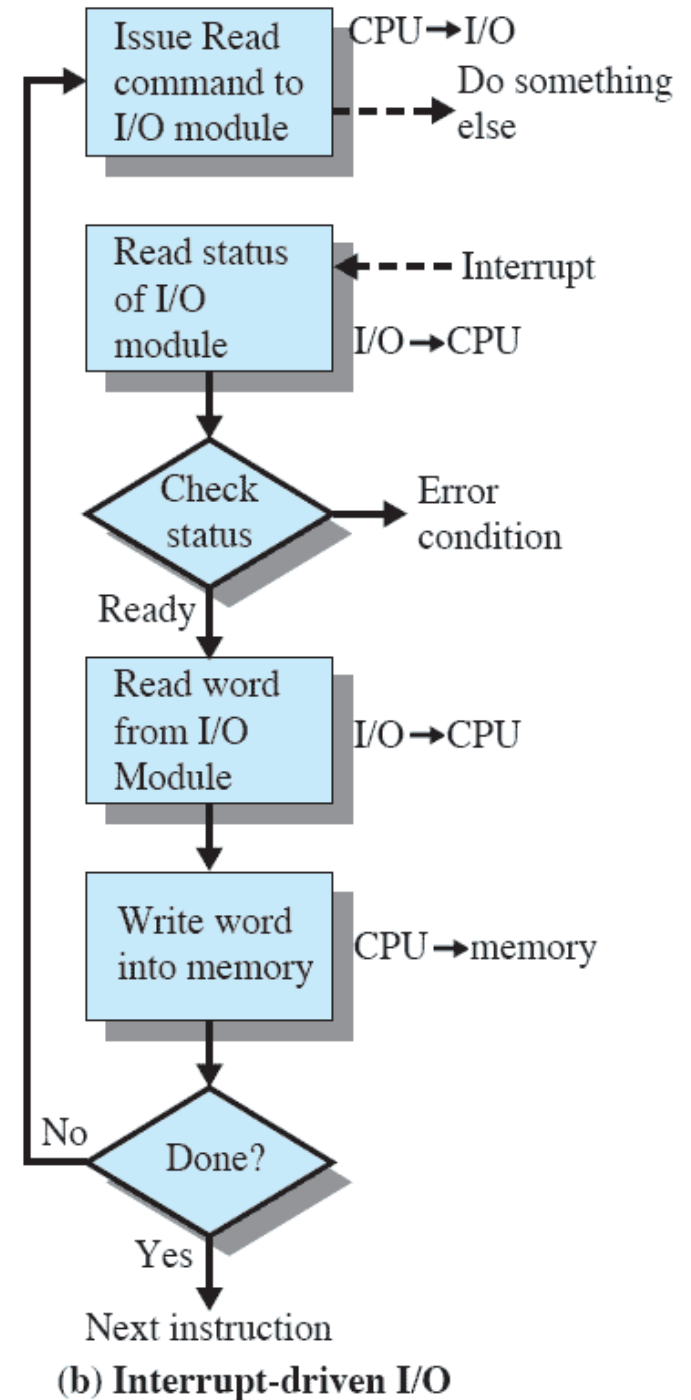 Issue Read
command to
I/O module
CPU→I/O
Do something
else
Read status
of I/O
module
Interrupt
I/O→CPU
Check
status
Error
condition
Ready
Read word
from I/O
Module
I/O→CPU
Write word
into memory
CPU→memory
No
Done?
Yes
Next instruction
(b) Interrupt-driven I/O